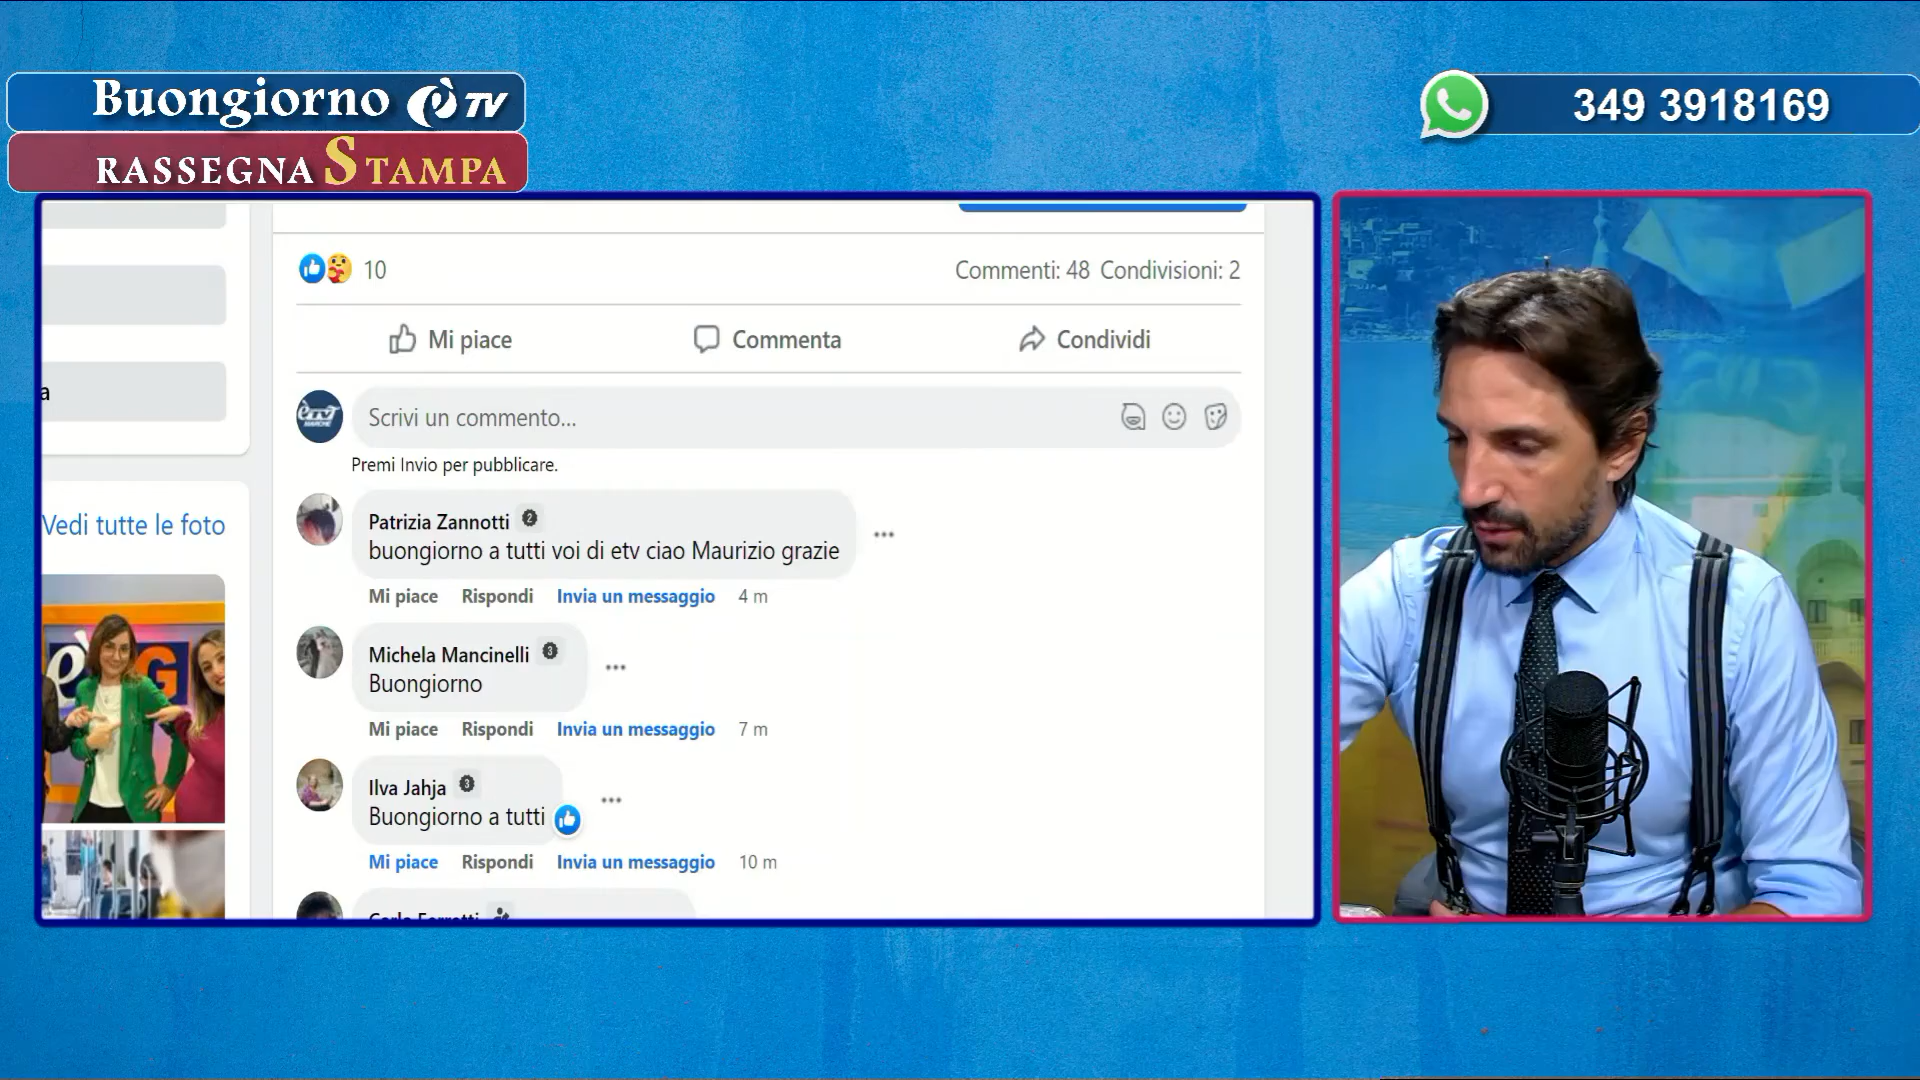 Buongiorno è TV
RASSEGNA STAMPA
349 3918169
10
Commenti: 48 Condivisioni: 2
Mi piace
Commenta
Condividi
a
Scrivi un commento...
Premi Invio per pubblicare.
Vedi tutte le foto
Patrizia Zannotti
buongiorno a tutti voi di etv ciao Maurizio grazie
Mi piace Rispondi Invia un messaggio 4 m
Michela Mancinelli
Buongiorno
Mi piace Rispondi Invia un messaggio 7 m
Ilva Jahja
Buongiorno a tutti
Mi piace Rispondi Invia un messaggio 10 m